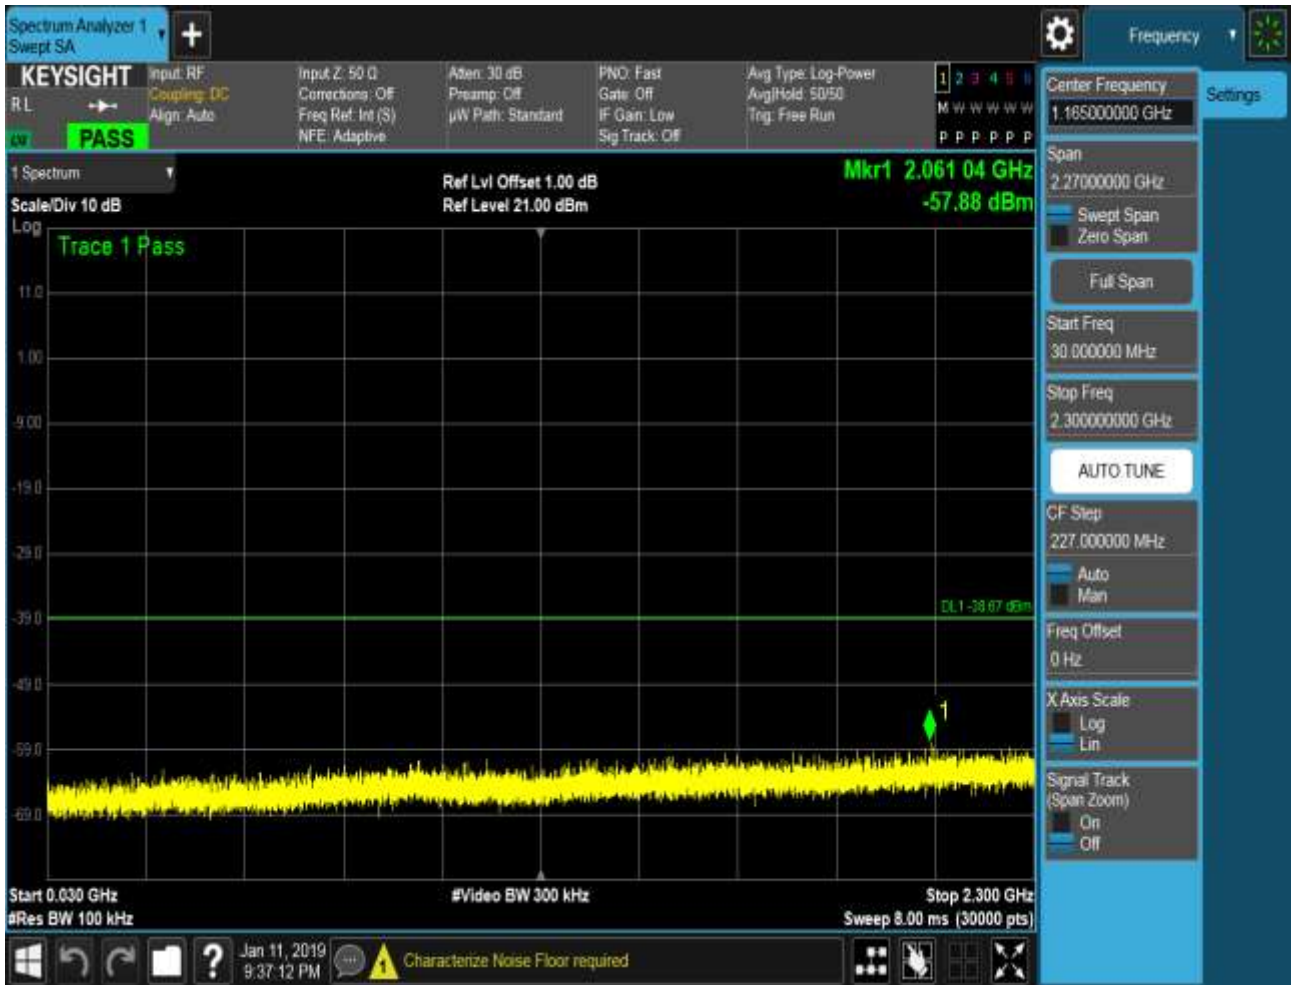 Spectrum Analyzer 1
Swept SA
+
Frequency
KEYSIGHT
R L
PASS
Input: RF
Coupling: DC
Align: Auto
Input Z: 50 Ω
Corrections: Off
Freq Ref: Int (S)
NFE: Adaptive
Atten: 30 dB
Preamp: Off
µW Path: Standard
PNO: Fast
Gate: Off
IF Gain: Low
Sig Track: Off
Avg Type: Log-Power
Avg|Hold: 50/50
Trig: Free Run
1 2 3 4 5 6
M W W W W W
P P P P P P
1 Spectrum
Scale/Div 10 dB
Log
Ref Lvl Offset 1.00 dB
Ref Level 21.00 dBm
Mkr1 2.061 04 GHz
-57.88 dBm
Trace 1 Pass
11.0
1.00
-9.00
-19.0
-29.0
-39.0
-49.0
-59.0
-69.0
DL1 -38.67 dBm
1
Start 0.030 GHz
#Res BW 100 kHz
#Video BW 300 kHz
Stop 2.300 GHz
Sweep 8.00 ms (30000 pts)
Center Frequency
1.165000000 GHz
Settings
Span
2.27000000 GHz
Swept Span
Zero Span
Full Span
Start Freq
30.000000 MHz
Stop Freq
2.300000000 GHz
AUTO TUNE
CF Step
227.000000 MHz
Auto
Man
Freq Offset
0 Hz
X Axis Scale
Log
Lin
Signal Track
(Span Zoom)
On
Off
?
Jan 11, 2019
9:37:12 PM
1
Characterize Noise Floor required